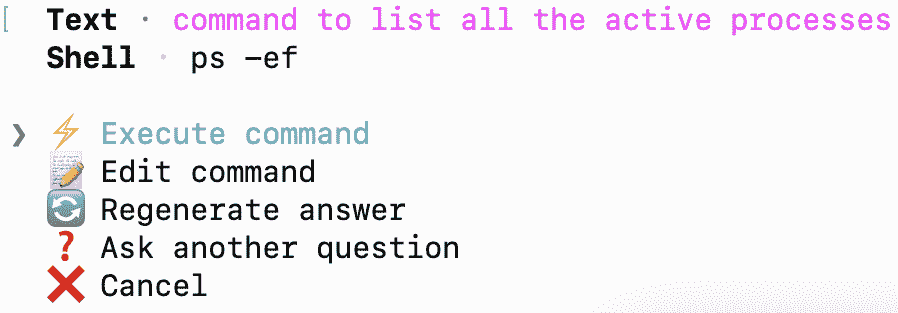 [ Text · command to list all the active processes
Shell · ps -ef
❯ ⚡ Execute command
📝 Edit command
🔄 Regenerate answer
❓ Ask another question
❌ Cancel